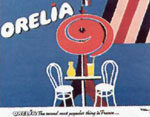 ORELIA
ORELIA The second most popular thing in France ...